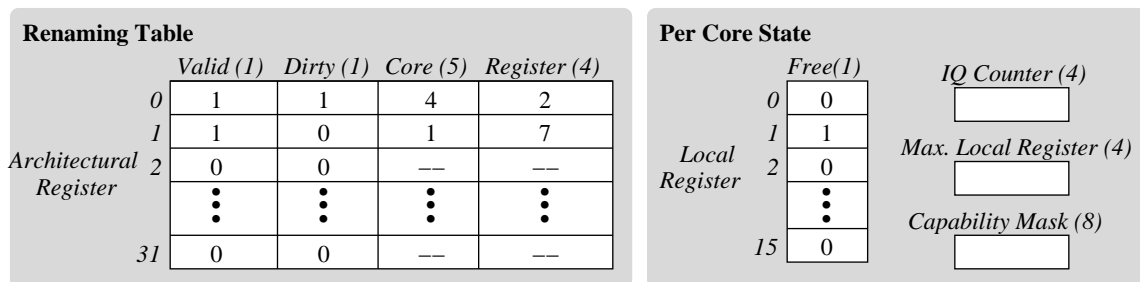 Renaming Table
Valid (1) Dirty (1) Core (5) Register (4)
0 1 1 4 2
1 1 0 1 7
Architectural Register
2 0 0 –– ––
31 0 0 –– ––
Per Core State
Free(1)
0 0
1 1
Local Register
2 0
15 0
IQ Counter (4)
Max. Local Register (4)
Capability Mask (8)